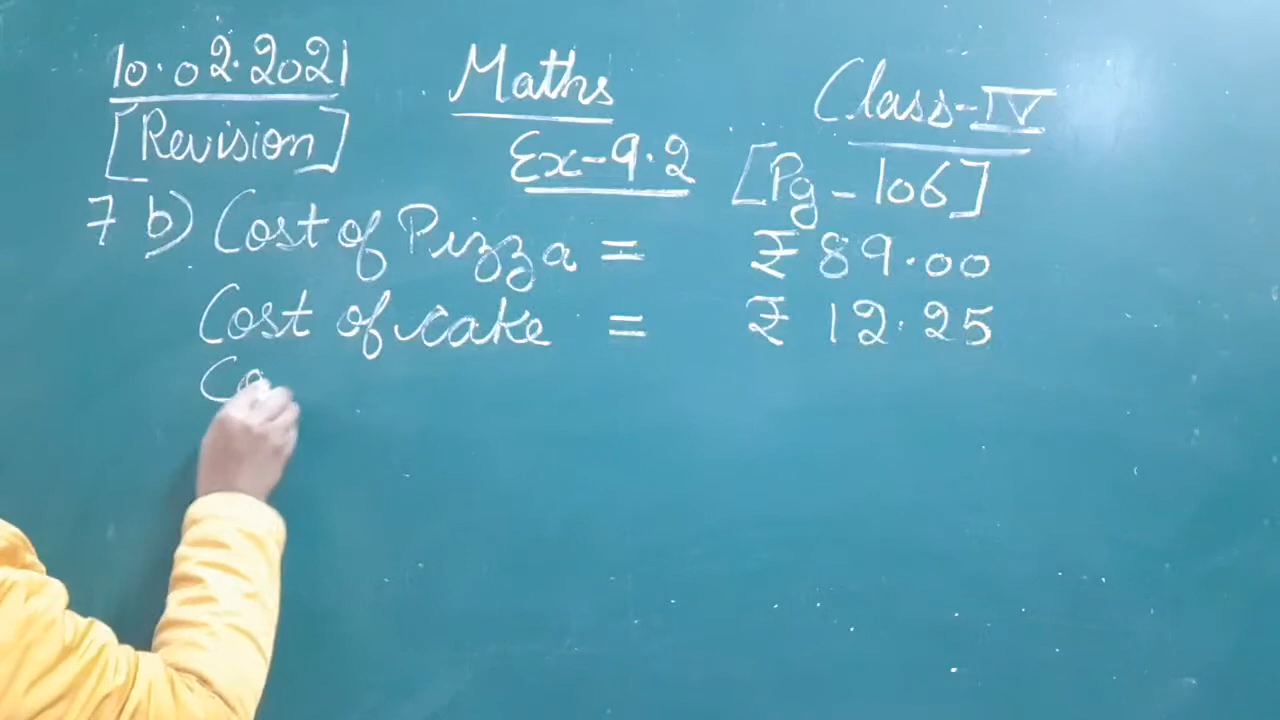 10.02.2021 Maths Class-IV
[Revision] Ex-9.2 [Pg-106]
7 b) Cost of Pizza = ₹ 89.00
Cost of cake = ₹ 12.25
Co